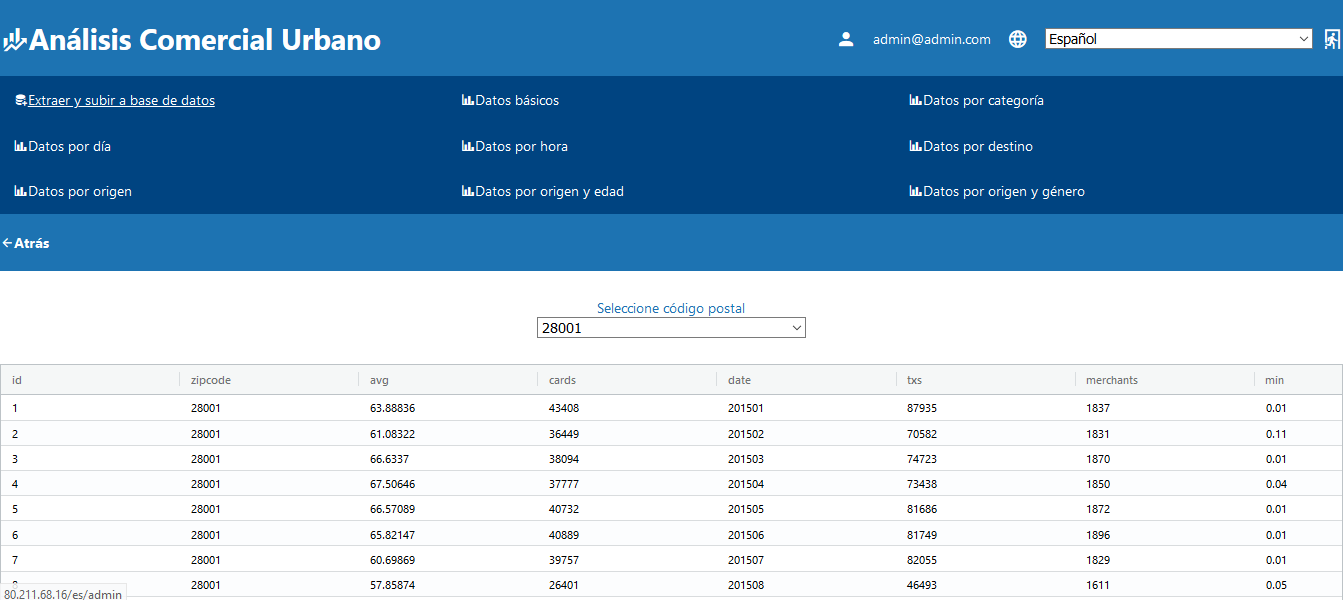 Análisis Comercial Urbano admin@admin.com Español
Extraer y subir a base de datos Datos básicos Datos por categoría
Datos por día Datos por hora Datos por destino
Datos por origen Datos por origen y edad Datos por origen y género
Atrás
Seleccione código postal
28001
id zipcode avg cards date txs merchants min
1 28001 63.88836 43408 201501 87935 1837 0.01
2 28001 61.08322 36449 201502 70582 1831 0.11
3 28001 66.6337 38094 201503 74723 1870 0.01
4 28001 67.50646 37777 201504 73438 1850 0.04
5 28001 66.57089 40732 201505 81686 1872 0.01
6 28001 65.82147 40889 201506 81749 1896 0.01
7 28001 60.69869 39757 201507 82055 1829 0.01
28001 57.85874 26401 201508 46493 1611 0.05
80.211.68.16/es/admin